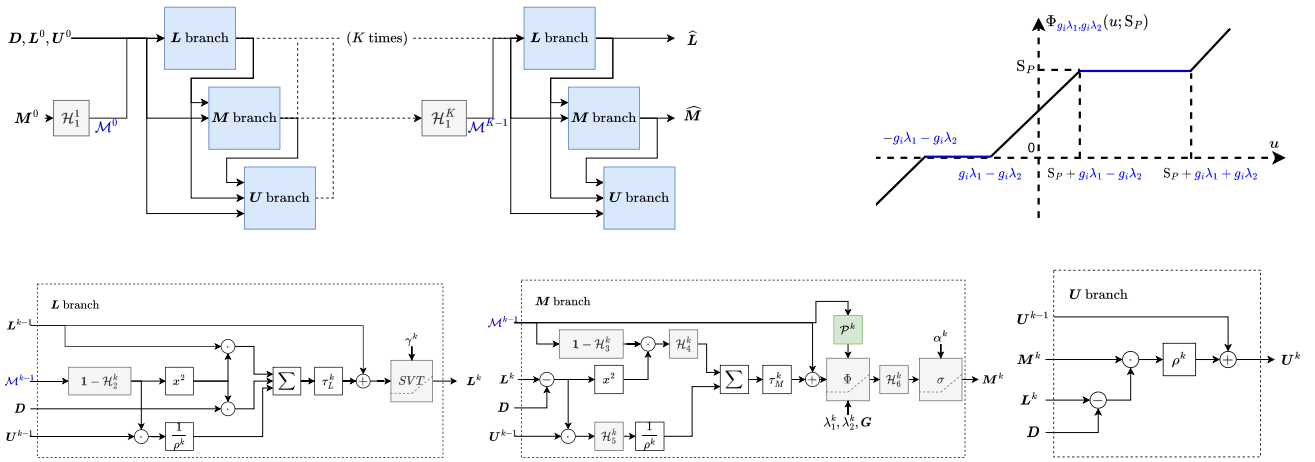 D, L⁰, U⁰
L branch
(K times)
L branch
L̂
M⁰
ℋ₁¹
ℳ⁰
M branch
ℋ₁ᴷ
ℳᴷ⁻¹
M branch
M̂
U branch
U branch
Φ_{gᵢλ₁,gᵢλ₂}(u; S_P)
S_P
−gᵢλ₁ − gᵢλ₂
0
u
gᵢλ₁ − gᵢλ₂
S_P + gᵢλ₁ − gᵢλ₂
S_P + gᵢλ₁ + gᵢλ₂
L branch
Lᵏ⁻¹
γᵏ
ℳᵏ⁻¹
1 − ℋ₂ᵏ
x²
∑
τ_Lᵏ
SVT
Lᵏ
D
Uᵏ⁻¹
1/ρᵏ
M branch
ℳᵏ⁻¹
𝒫ᵏ
1 − ℋ₃ᵏ
ℋ₄ᵏ
αᵏ
Lᵏ
x²
∑
τ_Mᵏ
Φ
ℋ₆ᵏ
σ
Mᵏ
D
λ₁ᵏ, λ₂ᵏ, G
Uᵏ⁻¹
ℋ₅ᵏ
1/ρᵏ
U branch
Uᵏ⁻¹
Mᵏ
ρᵏ
Uᵏ
Lᵏ
D